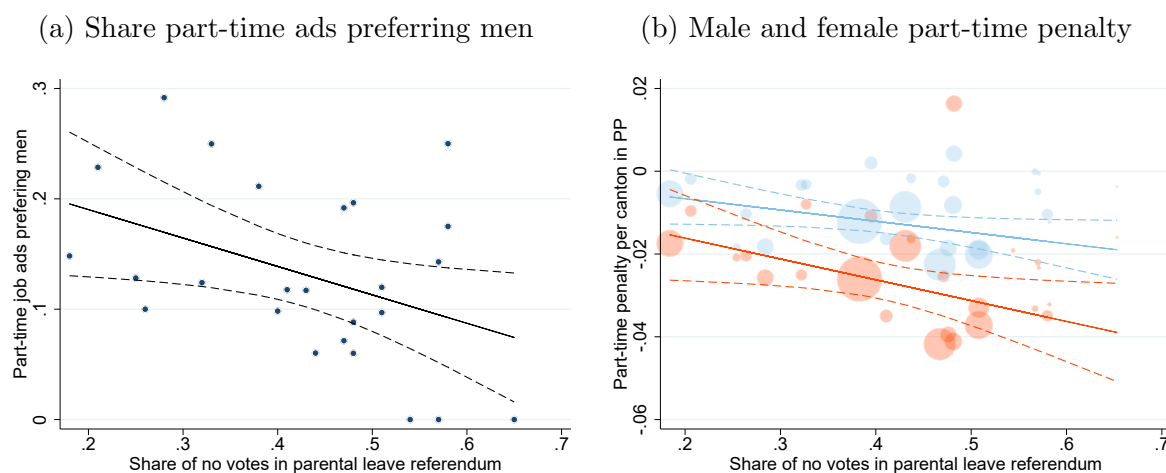 (a) Share part-time ads preferring men
Part-time job ads prefering men
.3
.2
.1
0
.2 .3 .4 .5 .6 .7
Share of no votes in parental leave referendum
(b) Male and female part-time penalty
Part-time penalty per canton in PP
.02
0
-.02
-.04
-.06
.2 .3 .4 .5 .6 .7
Share of no votes in parental leave referendum